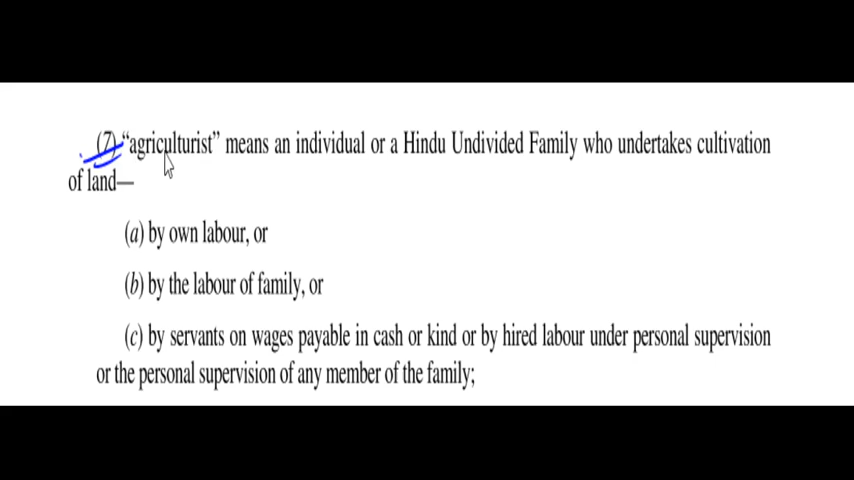 (7) “agriculturist” means an individual or a Hindu Undivided Family who undertakes cultivation
of land—
(a) by own labour, or
(b) by the labour of family, or
(c) by servants on wages payable in cash or kind or by hired labour under personal supervision
or the personal supervision of any member of the family;